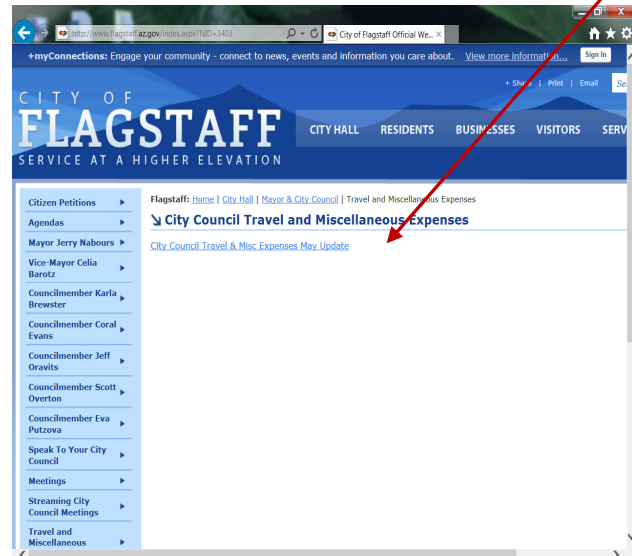 http://www.flagstaff.az.gov/index.aspx?NID=3403
City of Flagstaff Official We...
+myConnections: Engage your community - connect to news, events and information you care about. View more information... Sign In
+ Share | Print | Email Se
CITY OF
FLAGSTAFF
SERVICE AT A HIGHER ELEVATION
CITY HALL RESIDENTS BUSINESSES VISITORS SERV
Flagstaff: Home | City Hall | Mayor & City Council | Travel and Miscellaneous Expenses
City Council Travel and Miscellaneous Expenses
City Council Travel & Misc Expenses May Update
Citizen Petitions
Agendas
Mayor Jerry Nabours
Vice-Mayor Celia
Barotz
Councilmember Karla
Brewster
Councilmember Coral
Evans
Councilmember Jeff
Oravits
Councilmember Scott
Overton
Councilmember Eva
Putzova
Speak To Your City
Council
Meetings
Streaming City
Council Meetings
Travel and
Miscellaneous